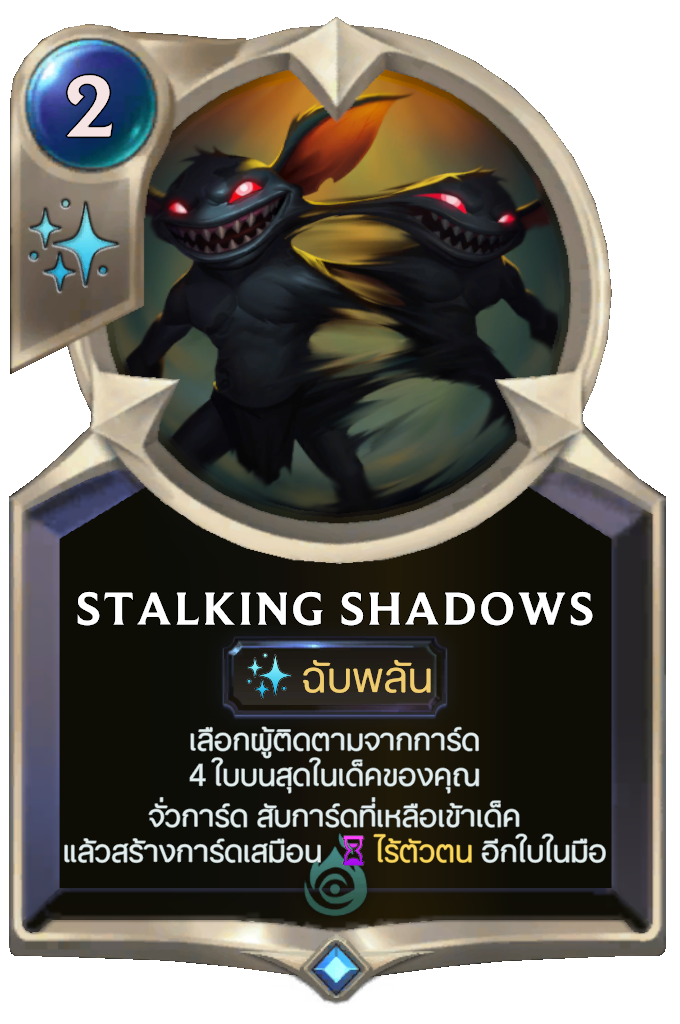 2
STALKING SHADOWS
ฉับพลัน
เลือกผู้ติดตามจากการ์ด
4 ใบบนสุดในเด็คของคุณ
จั่วการ์ด สับการ์ดที่เหลือเข้าเด็ค
แล้วสร้างการ์ดเสมือน ไร้ตัวตน อีกใบในมือ